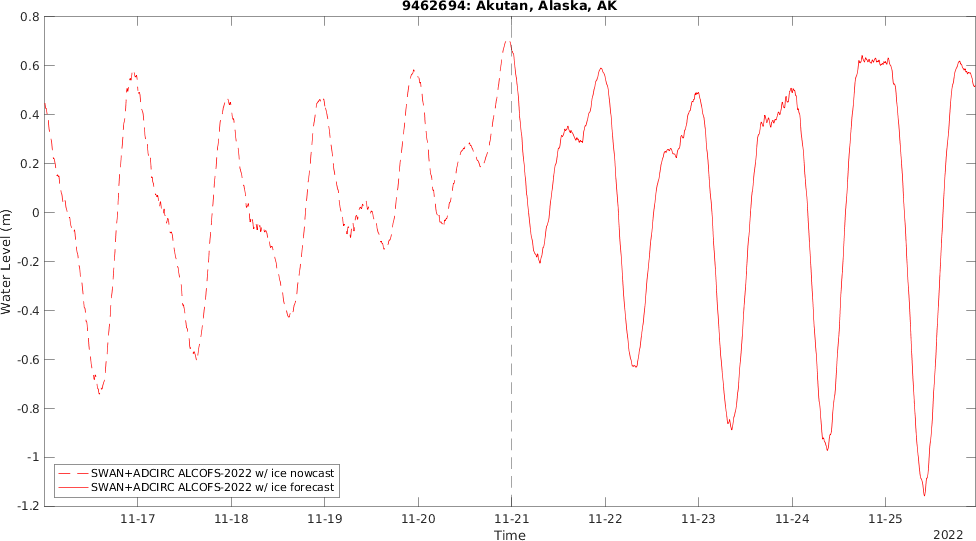 9462694: Akutan, Alaska, AK
Water Level (m)
0.8
0.6
0.4
0.2
0
-0.2
-0.4
-0.6
-0.8
-1
-1.2
SWAN+ADCIRC ALCOFS-2022 w/ ice nowcast
SWAN+ADCIRC ALCOFS-2022 w/ ice forecast
11-17 11-18 11-19 11-20 11-21 11-22 11-23 11-24 11-25
Time
2022